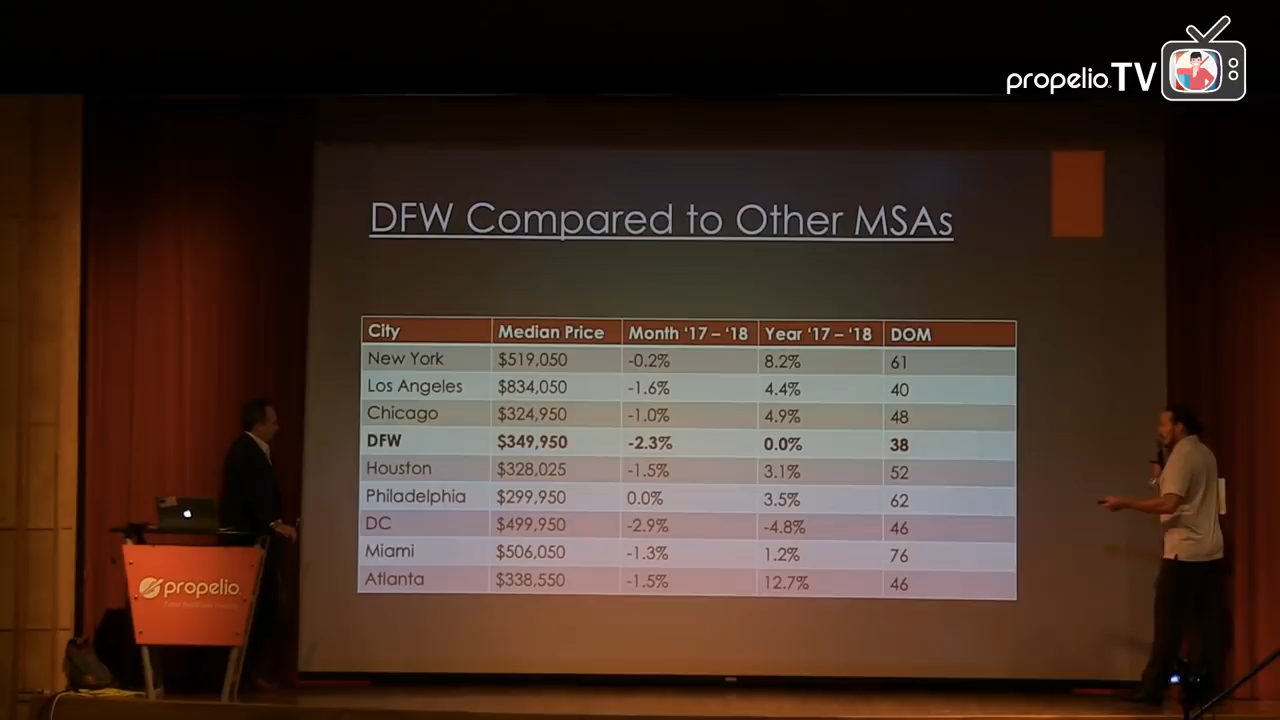 propelio TV
DFW Compared to Other MSAs
City Median Price Month ‘17 – ‘18 Year ‘17 – ‘18 DOM
New York $519,050 -0.2% 8.2% 61
Los Angeles $834,050 -1.6% 4.4% 40
Chicago $324,950 -1.0% 4.9% 48
DFW $349,950 -2.3% 0.0% 38
Houston $328,025 -1.5% 3.1% 52
Philadelphia $299,950 0.0% 3.5% 62
DC $499,950 -2.9% -4.8% 46
Miami $506,050 -1.3% 1.2% 76
Atlanta $338,550 -1.5% 12.7% 46
propelio